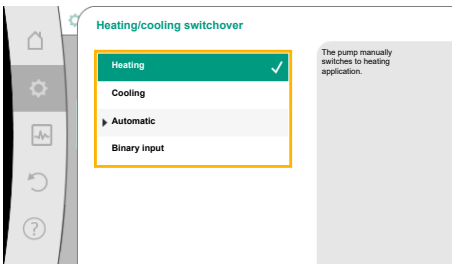 Heating/cooling switchover
Heating
Cooling
Automatic
Binary input
The pump manually
switches to heating
application.